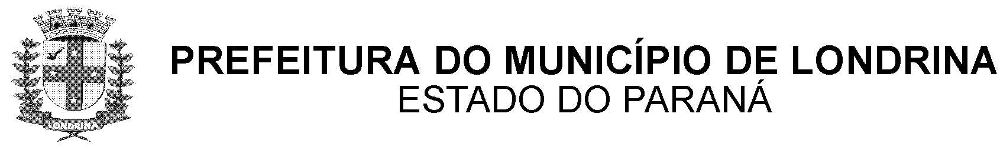 PREFEITURA DO MUNICÍPIO DE LONDRINA
ESTADO DO PARANÁ
LONDRINA